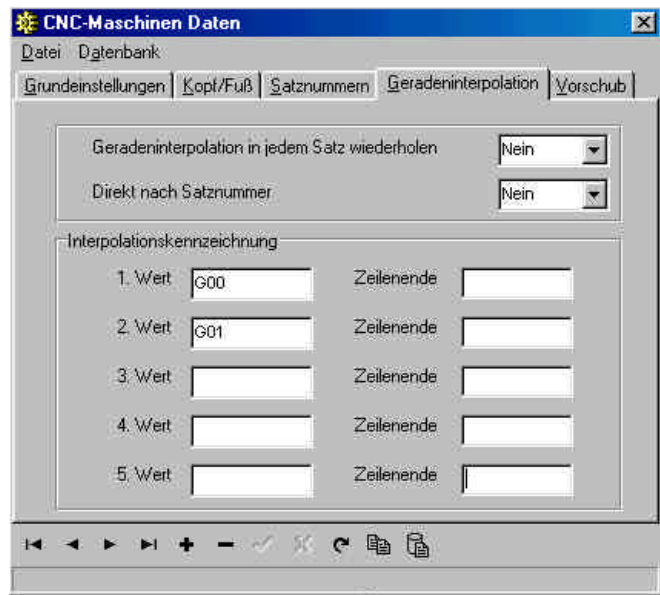 CNC-Maschinen Daten
Datei Datenbank
Grundeinstellungen Kopf/Fuß Satznummern Geradeninterpolation Vorschub
Geradeninterpolation in jedem Satz wiederholen Nein
Direkt nach Satznummer Nein
Interpolationskennzeichnung
1. Wert G00 Zeilenende
2. Wert G01 Zeilenende
3. Wert Zeilenende
4. Wert Zeilenende
5. Wert Zeilenende